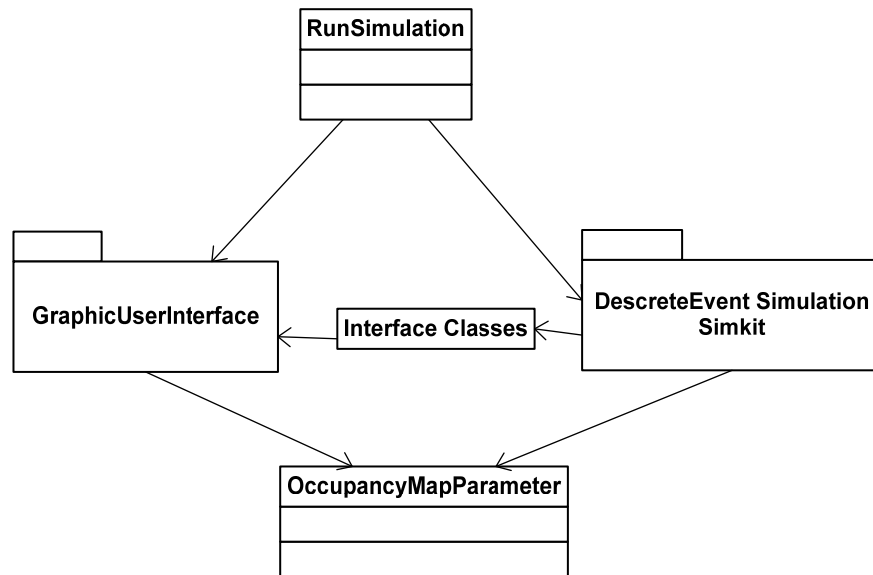 RunSimulation
GraphicUserInterface
Interface Classes
DescreteEvent Simulation
Simkit
OccupancyMapParameter